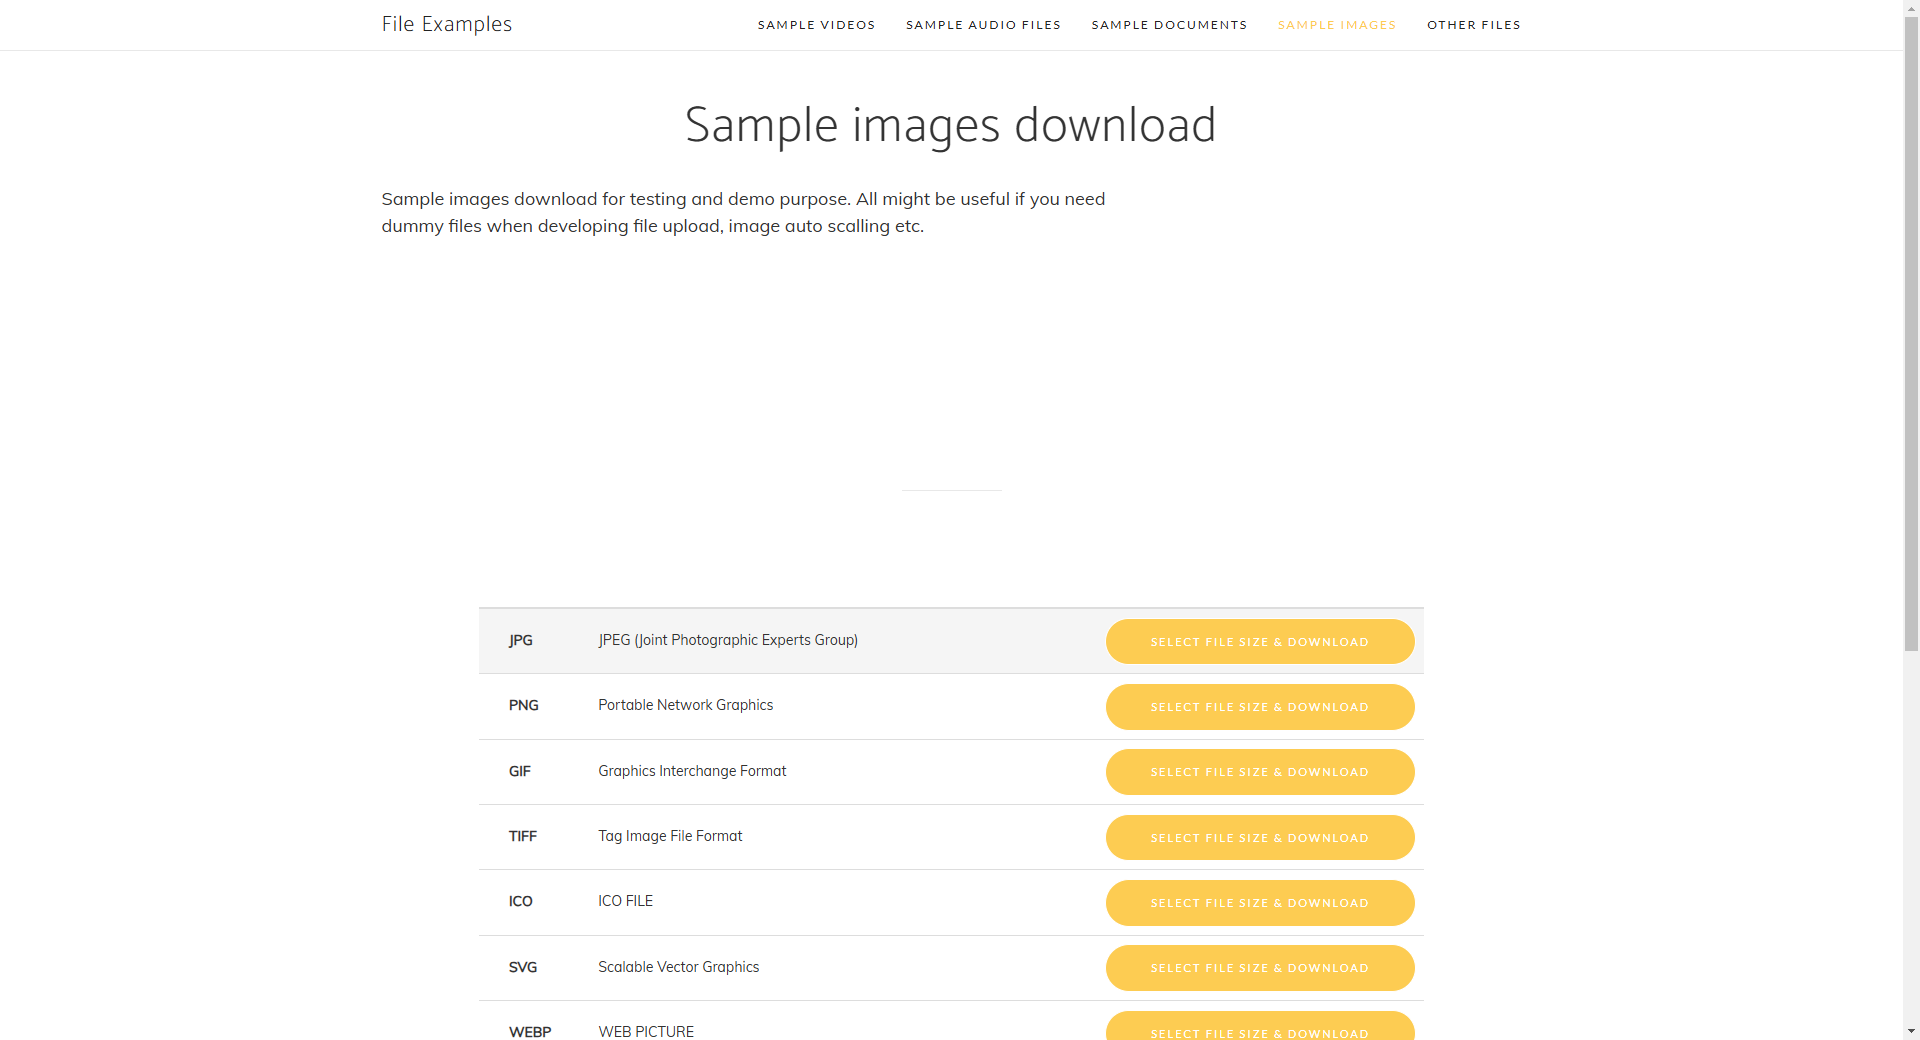 File Examples
SAMPLE VIDEOS SAMPLE AUDIO FILES SAMPLE DOCUMENTS SAMPLE IMAGES OTHER FILES
Sample images download
Sample images download for testing and demo purpose. All might be useful if you need
dummy files when developing file upload, image auto scalling etc.
JPG JPEG (Joint Photographic Experts Group) SELECT FILE SIZE & DOWNLOAD
PNG Portable Network Graphics SELECT FILE SIZE & DOWNLOAD
GIF Graphics Interchange Format SELECT FILE SIZE & DOWNLOAD
TIFF Tag Image File Format SELECT FILE SIZE & DOWNLOAD
ICO ICO FILE SELECT FILE SIZE & DOWNLOAD
SVG Scalable Vector Graphics SELECT FILE SIZE & DOWNLOAD
WEBP WEB PICTURE SELECT FILE SIZE & DOWNLOAD